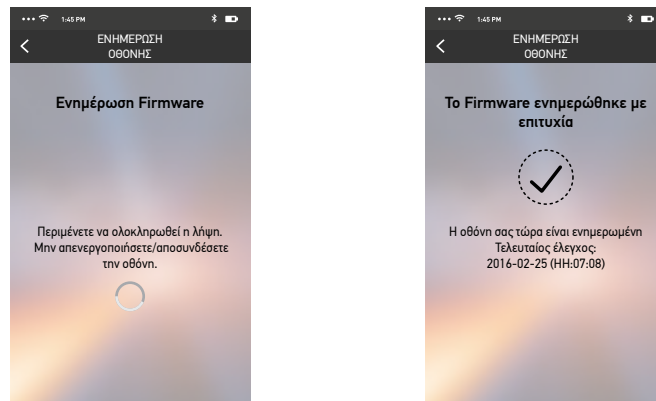 1:45 PM
ΕΝΗΜΕΡΩΣΗ
ΟΘΟΝΗΣ
Ενημέρωση Firmware
Περιμένετε να ολοκληρωθεί η λήψη.
Μην απενεργοποιήσετε/αποσυνδέσετε
την οθόνη.
1:45 PM
ΕΝΗΜΕΡΩΣΗ
ΟΘΟΝΗΣ
Το Firmware ενημερώθηκε με
επιτυχία
Η οθόνη σας τώρα είναι ενημερωμένη
Τελευταίος έλεγχος:
2016-02-25 (HH:07:08)